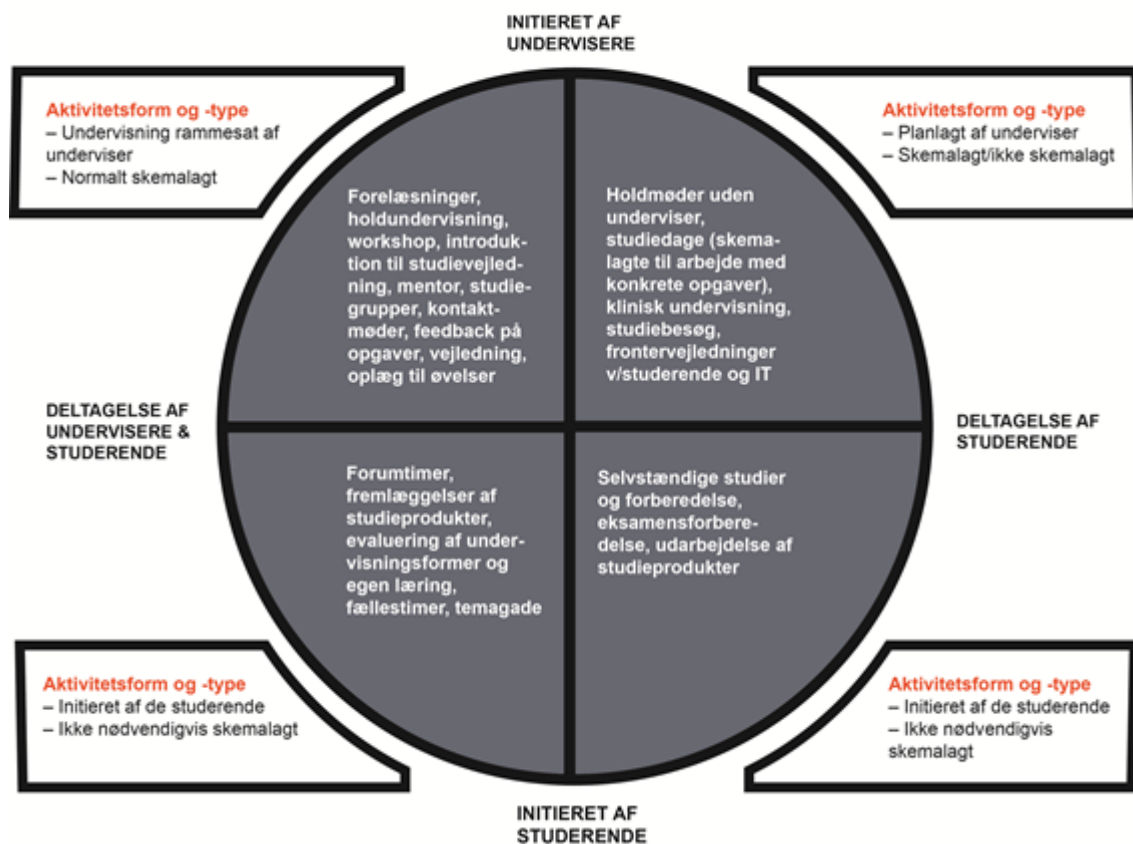 INITIERET AF
UNDERVISERE
Aktivitetsform og -type
– Undervisning rammesat af
underviser
– Normalt skemalagt
Aktivitetsform og -type
– Planlagt af underviser
– Skemalagt/ikke skemalagt
Forelæsninger,
holdundervisning,
workshop, introduk-
tion til studievejled-
ning, mentor, studie-
grupper, kontakt-
møder, feedback på
opgaver, vejledning,
oplæg til øvelser
Holdmøder uden
underviser,
studiedage (skema-
lagte til arbejde med
konkrete opgaver),
klinisk undervisning,
studiebesøg,
frontervejledninger
v/studerende og IT
DELTAGELSE AF
UNDERVISERE &
STUDERENDE
DELTAGELSE AF
STUDERENDE
Forumtimer,
fremlæggelser af
studieprodukter,
evaluering af under-
visningsformer og
egen læring,
fællestimer, temagade
Selvstændige studier
og forberedelse,
eksamensforbere-
delse, udarbejdelse af
studieprodukter
Aktivitetsform og -type
– Initieret af de studerende
– Ikke nødvendigvis skemalagt
Aktivitetsform og -type
– Initieret af de studerende
– Ikke nødvendigvis
skemalagt
INITIERET AF
STUDERENDE